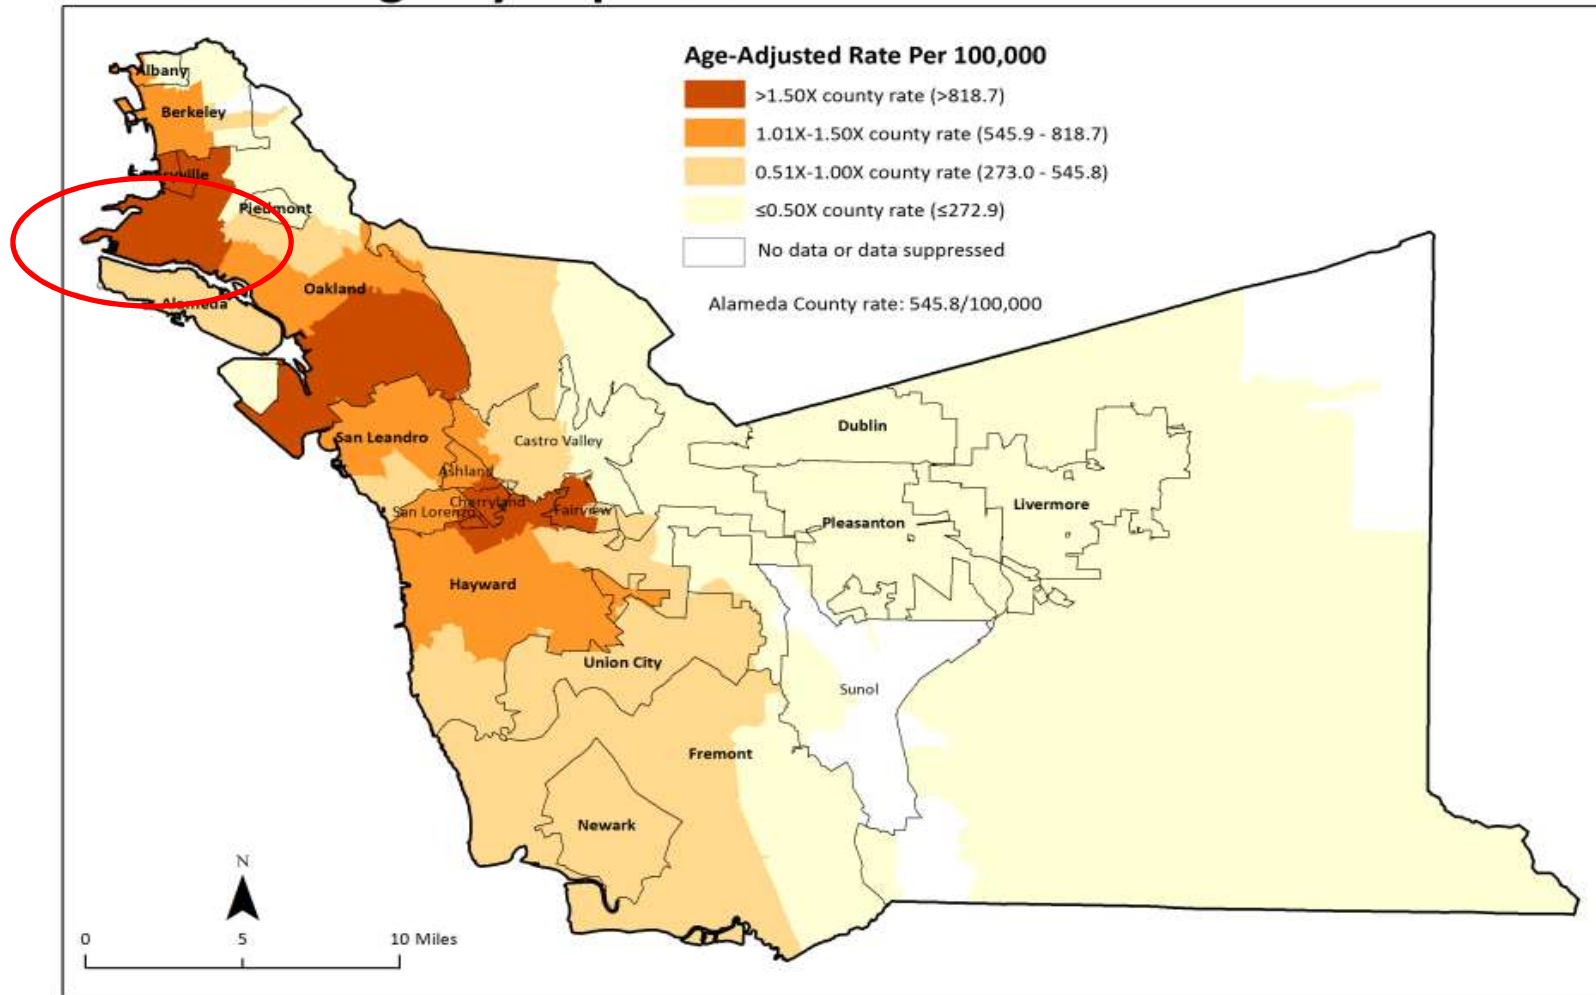 Age-Adjusted Rate Per 100,000
>1.50X county rate (>818.7)
1.01X-1.50X county rate (545.9 - 818.7)
0.51X-1.00X county rate (273.0 - 545.8)
≤0.50X county rate (≤272.9)
No data or data suppressed
Alameda County rate: 545.8/100,000
Albany
Berkeley
Emeryville
Piedmont
Oakland
Alameda
San Leandro
Castro Valley
Ashland
Cherryland
San Lorenzo
Fairview
Dublin
Livermore
Pleasanton
Hayward
Union City
Sunol
Fremont
Newark
N
0 5 10 Miles